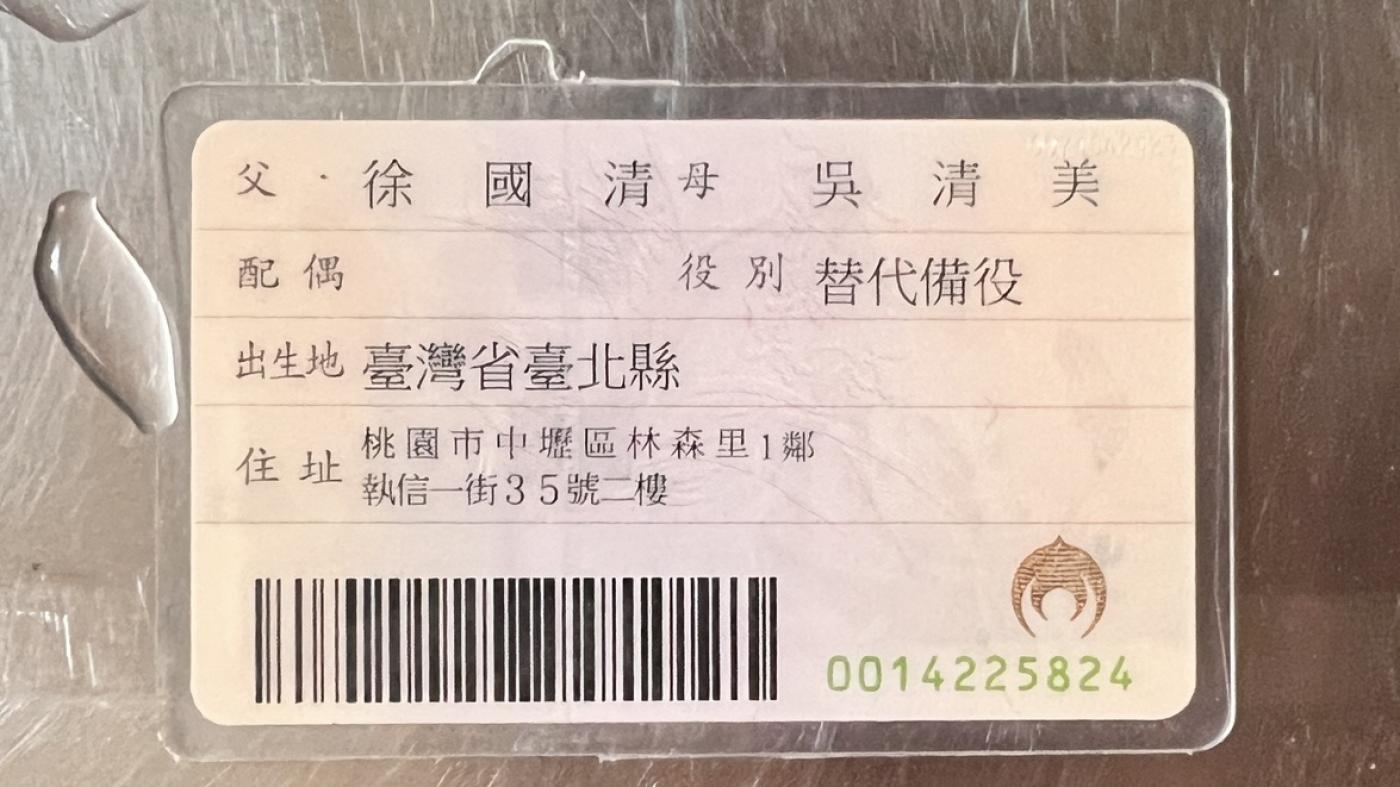 父 徐國清 母 吳清美
配偶 役別 替代備役
出生地 臺灣省臺北縣
住址 桃園市中壢區林森里1鄰
執信一街35號二樓
0014225824